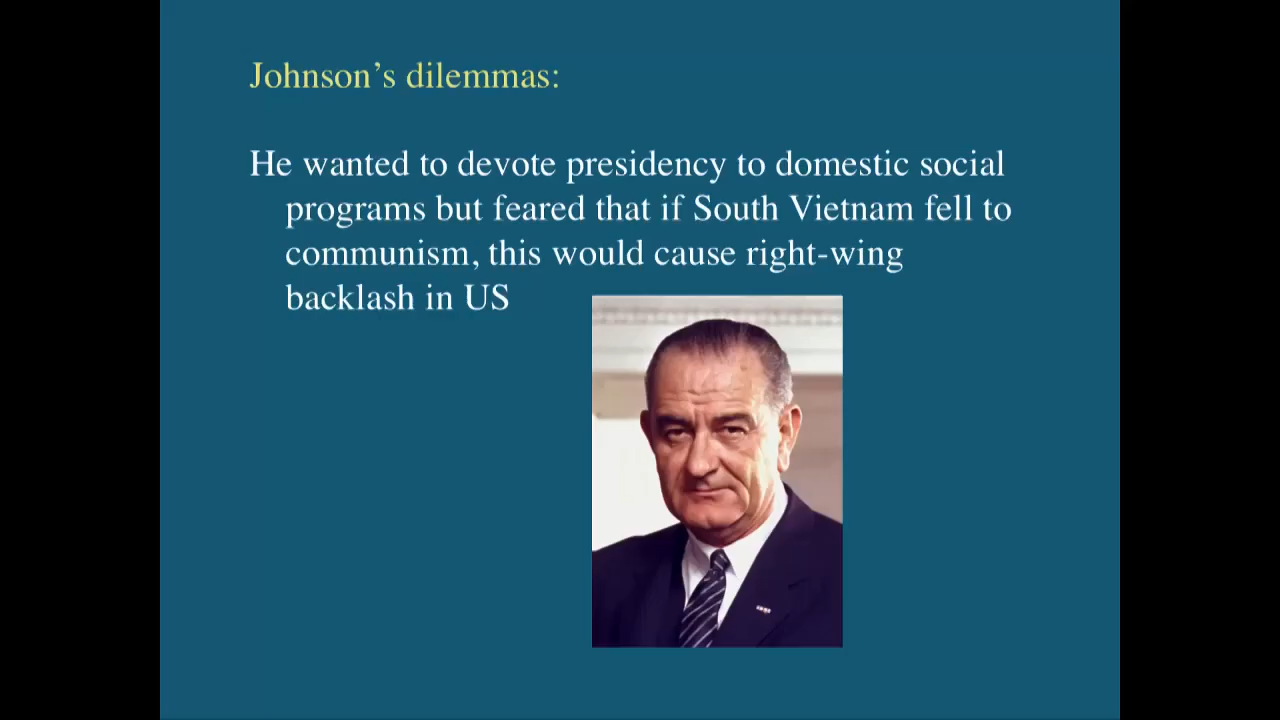 Johnson’s dilemmas:
He wanted to devote presidency to domestic social
programs but feared that if South Vietnam fell to
communism, this would cause right-wing
backlash in US